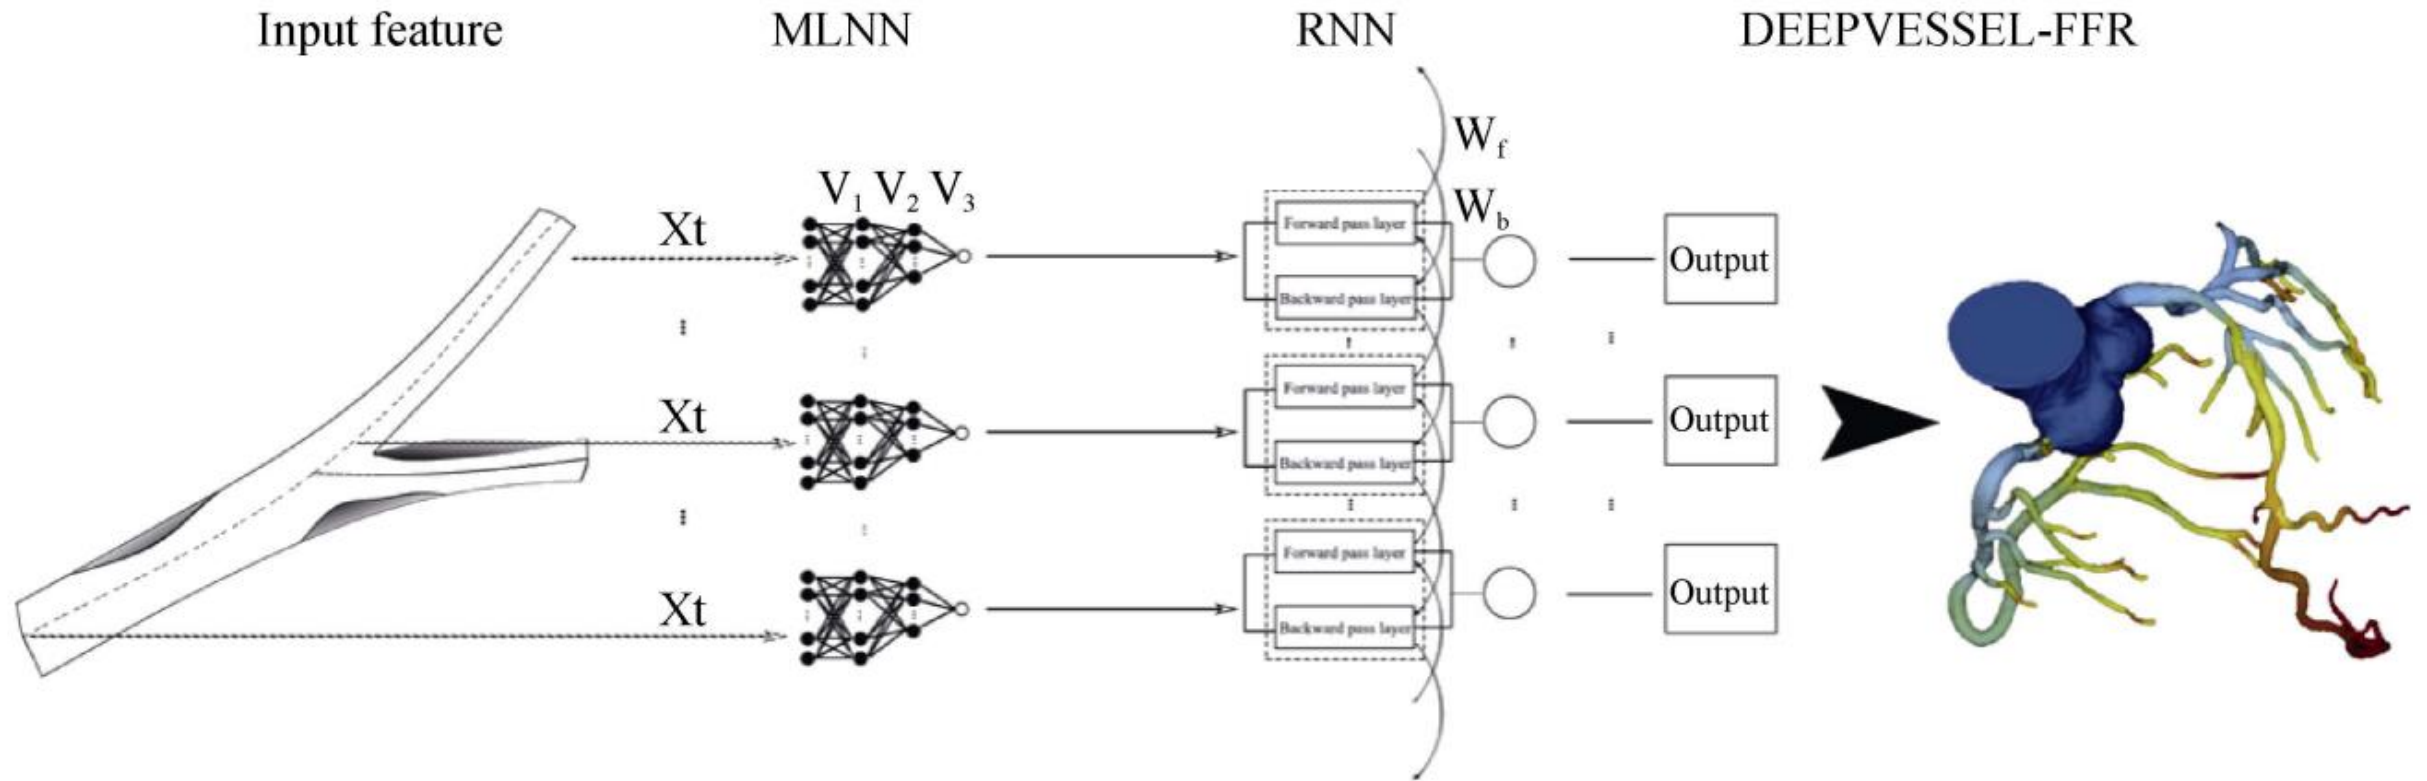 Input feature
MLNN
RNN
DEEPVESSEL-FFR
Wf
V1 V2 V3
Wb
Xt
Forward pass layer
Backward pass layer
Output
Xt
Forward pass layer
Backward pass layer
Output
Xt
Forward pass layer
Backward pass layer
Output